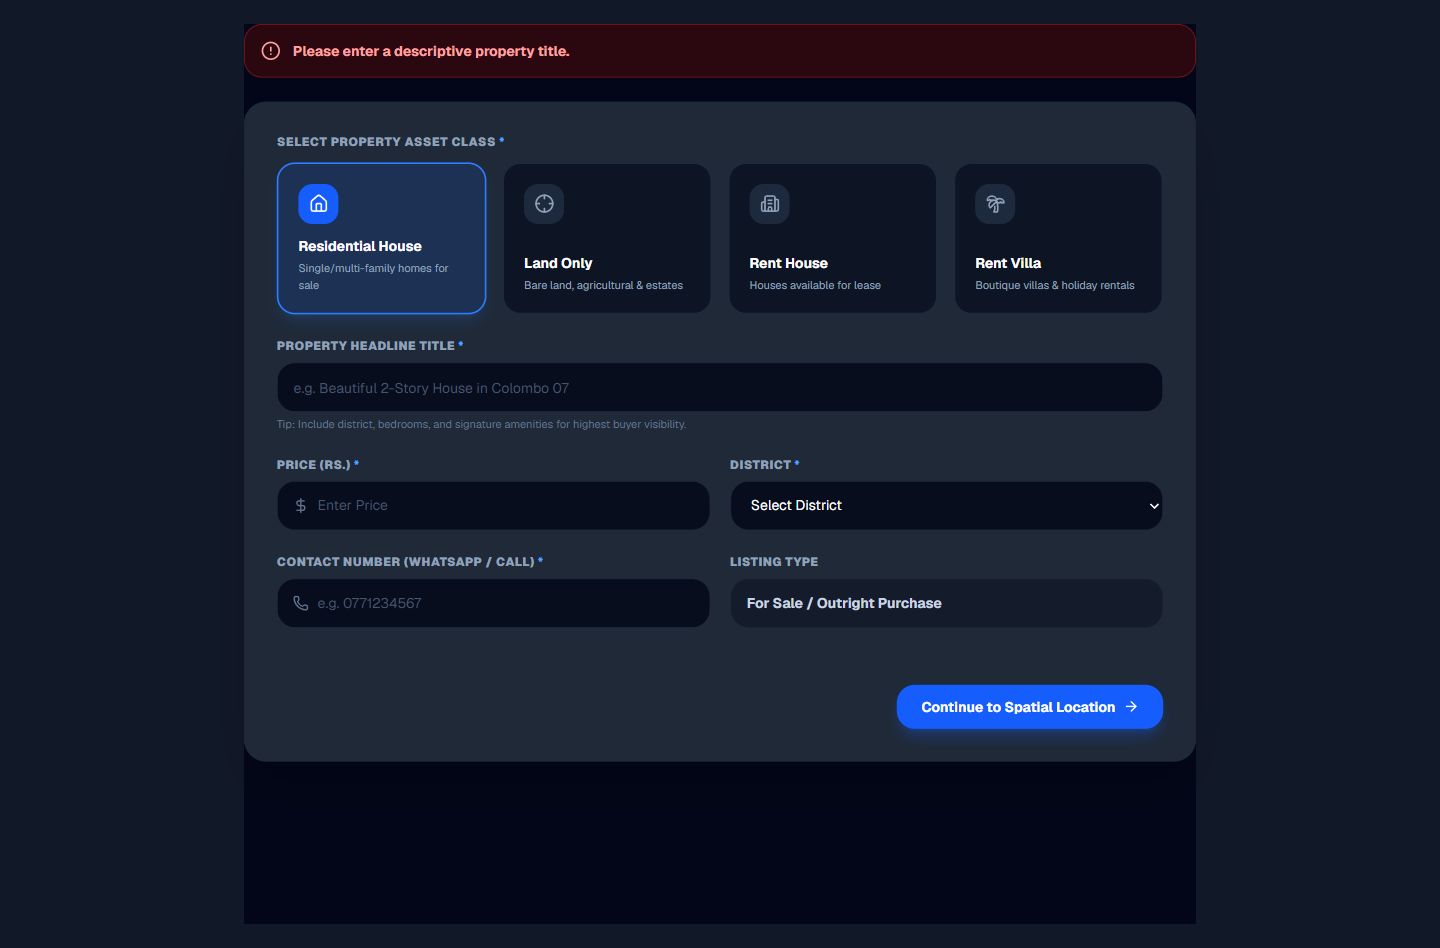 Please enter a descriptive property title.
SELECT PROPERTY ASSET CLASS *
Residential House
Single/multi-family homes for
sale
Land Only
Bare land, agricultural & estates
Rent House
Houses available for lease
Rent Villa
Boutique villas & holiday rentals
PROPERTY HEADLINE TITLE *
e.g. Beautiful 2-Story House in Colombo 07
Tip: Include district, bedrooms, and signature amenities for highest buyer visibility.
PRICE (RS.) *
DISTRICT *
Enter Price
Select District
CONTACT NUMBER (WHATSAPP / CALL) *
LISTING TYPE
e.g. 0771234567
For Sale / Outright Purchase
Continue to Spatial Location →